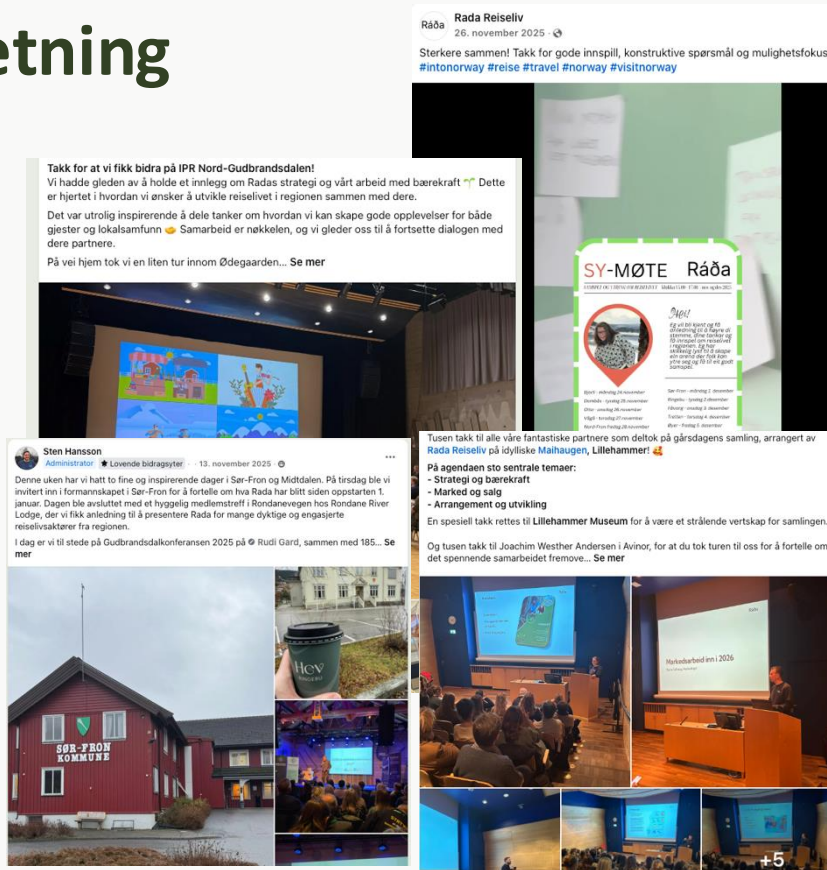 etning
Ráða
Rada Reiseliv
26. november 2025 ·
Sterkere sammen! Takk for gode innspill, konstruktive spørsmål og mulighetsfokus
#intonorway #reise #travel #norway #visitnorway
SY-MØTE Ráða
Hei!
Eg vil bli kjent og få
Takk for at vi fikk bidra på IPR Nord-Gudbrandsdalen!
Vi hadde gleden av å holde et innlegg om Radas strategi og vårt arbeid med bærekraft 🌱 Dette
er hjertet i hvordan vi ønsker å utvikle reiselivet i regionen sammen med dere.
Det var utrolig inspirerende å dele tanker om hvordan vi kan skape gode opplevelser for både
gjester og lokalsamfunn 🤝 Samarbeid er nøkkelen, og vi gleder oss til å fortsette dialogen med
dere partnere.
På vei hjem tok vi en liten tur innom Ødegaarden... Se mer
Sten Hansson
Administrator Lovende bidragsyter · 13. november 2025 ·
Denne uken har vi hatt to fine og inspirerende dager i Sør-Fron og Midtdalen. På tirsdag ble vi
invitert inn i formannskapet i Sør-Fron for å fortelle om hva Rada har blitt siden oppstarten 1.
januar. Dagen ble avsluttet med et hyggelig medlemstreff i Rondanevegen hos Rondane River
Lodge, der vi fikk anledning til å presentere Rada for mange dyktige og engasjerte
reiselivsaktører fra regionen.
I dag er vi til stede på Gudbrandsdalkonferansen 2025 på Rudi Gard, sammen med 185... Se
mer
SØR-FRON
KOMMUNE
Hev
RINGEBU
Tusen takk til alle våre fantastiske partnere som deltok på gårsdagens samling, arrangert av
Rada Reiseliv på idylliske Maihaugen, Lillehammer! 🥰
På agendaen sto sentrale temaer:
- Strategi og bærekraft
- Marked og salg
- Arrangement og utvikling
En spesiell takk rettes til Lillehammer Museum for å være et strålende vertskap for samlingen.
Og tusen takk til Joachim Westher Andersen i Avinor, for at du tok turen til oss for å fortelle om
det spennende samarbeidet fremove... Se mer
Markedsarbeid inn i 2026
+5